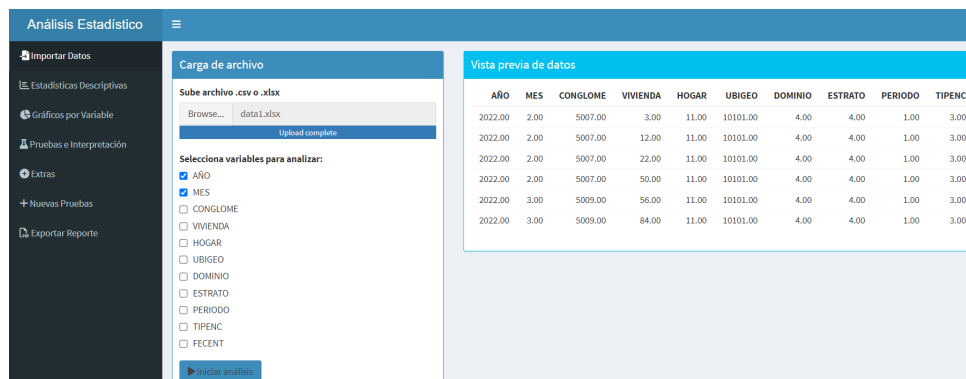 Análisis Estadístico
Importar Datos
Estadísticas Descriptivas
Gráficos por Variable
Pruebas e Interpretación
Extras
Nuevas Pruebas
Exportar Reporte
Carga de archivo
Sube archivo .csv o .xlsx
Browse... data1.xlsx
Upload complete
Selecciona variables para analizar:
AÑO
MES
CONGLOME
VIVIENDA
HOGAR
UBIGEO
DOMINIO
ESTRATO
PERIODO
TIPENC
FECENT
Iniciar análisis
Vista previa de datos
AÑO MES CONGLOME VIVIENDA HOGAR UBIGEO DOMINIO ESTRATO PERIODO TIPENC
2022.00 2.00 5007.00 3.00 11.00 10101.00 4.00 4.00 1.00 3.00
2022.00 2.00 5007.00 12.00 11.00 10101.00 4.00 4.00 1.00 3.00
2022.00 2.00 5007.00 22.00 11.00 10101.00 4.00 4.00 1.00 3.00
2022.00 2.00 5007.00 50.00 11.00 10101.00 4.00 4.00 1.00 3.00
2022.00 3.00 5009.00 56.00 11.00 10101.00 4.00 4.00 1.00 3.00
2022.00 3.00 5009.00 84.00 11.00 10101.00 4.00 4.00 1.00 3.00